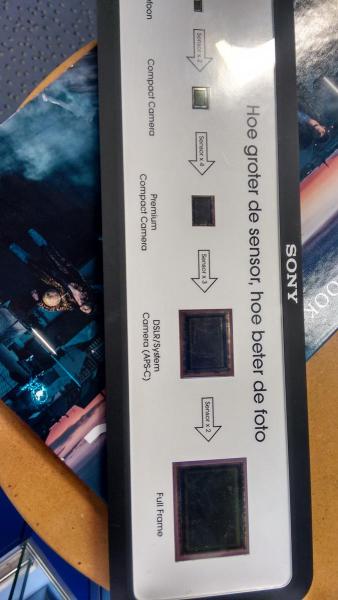 SONY
Hoe groter de sensor, hoe beter de foto
Sensor x 2
Sensor x 4
Sensor x 3
Sensor x 2
Compact Camera
Premium
Compact Camera
DSLR/System
Camera (APS-C)
Full Frame